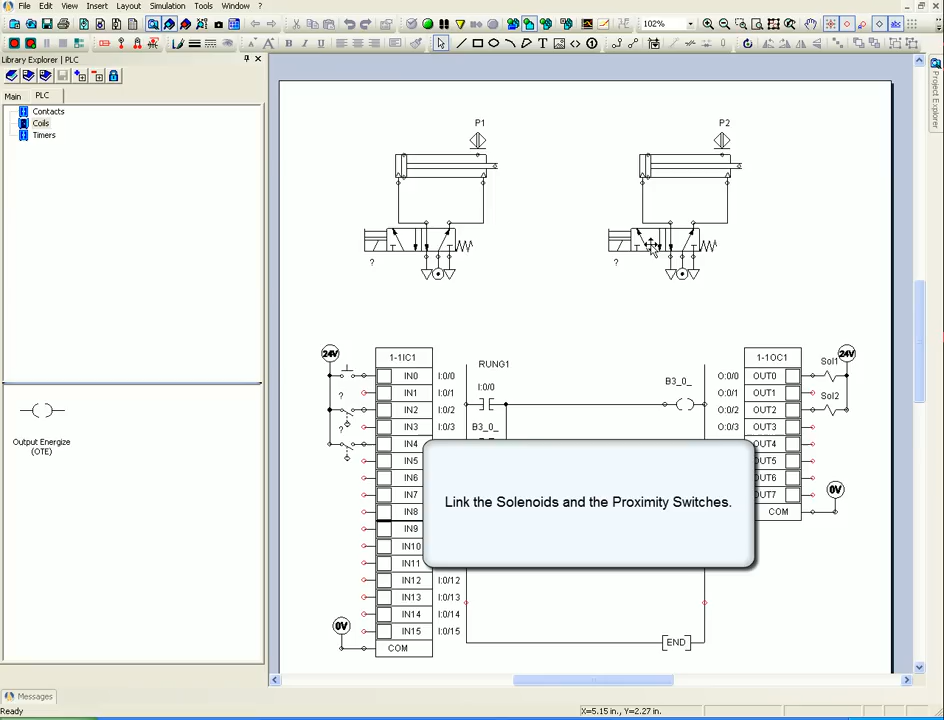 File Edit View Insert Layout Simulation Tools Window
102%
B I U
T
Library Explorer | PLC
Main PLC
Contacts
Coils
Timers
Output Energize
(OTE)
Project Explorer
P1 P2
? ?
24V 1-1IC1 RUNG1 1-1OC1 Sol1 24V
IN0 I:0/0 I:0/0 B3_0_ O:0/0 OUT0
? IN1 I:0/1 O:0/1 OUT1 Sol2
IN2 I:0/2 B3_0_ O:0/2 OUT2
? IN3 I:0/3 O:0/3 OUT3
IN4 OUT4
IN5 OUT5
IN6 OUT6
IN7 OUT7 0V
IN8 COM
Link the Solenoids and the Proximity Switches.
IN9
IN10
IN11
IN12 I:0/12
IN13 I:0/13
IN14 I:0/14
0V IN15 I:0/15
COM END
Messages
Ready X=5.15 in., Y=2.27 in.